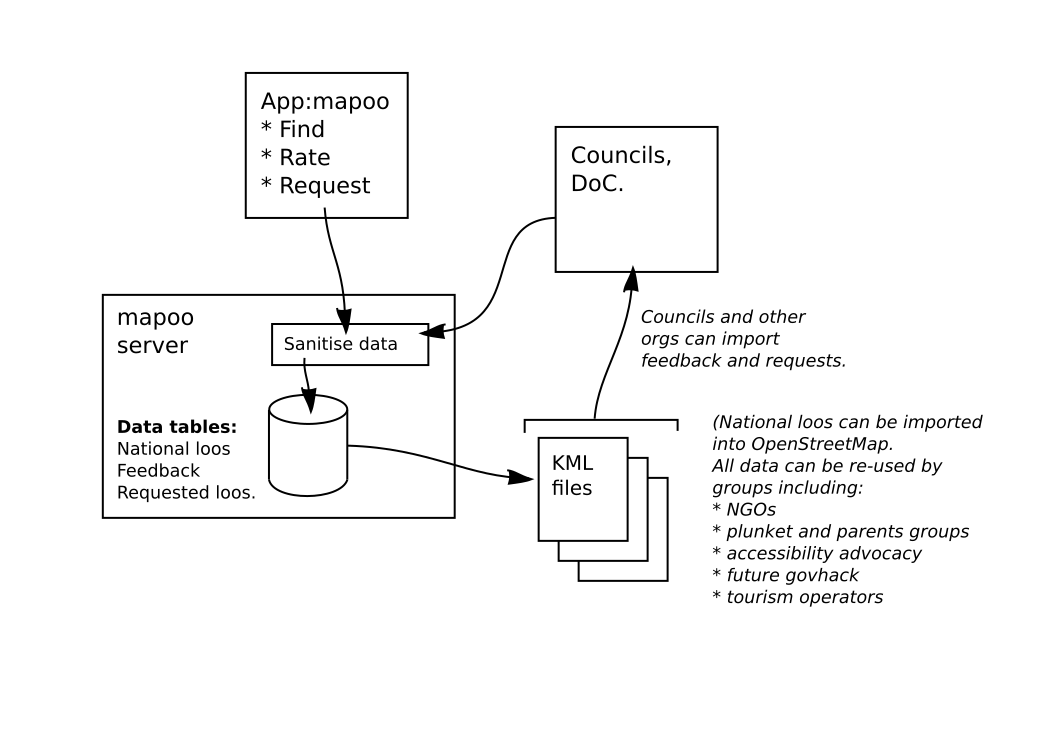 App:mapoo
* Find
* Rate
* Request
Councils,
DoC.
mapoo
server
Sanitise data
Data tables:
National loos
Feedback
Requested loos.
Councils and other
orgs can import
feedback and requests.
KML
files
(National loos can be imported
into OpenStreetMap.
All data can be re-used by
groups including:
* NGOs
* plunket and parents groups
* accessibility advocacy
* future govhack
* tourism operators